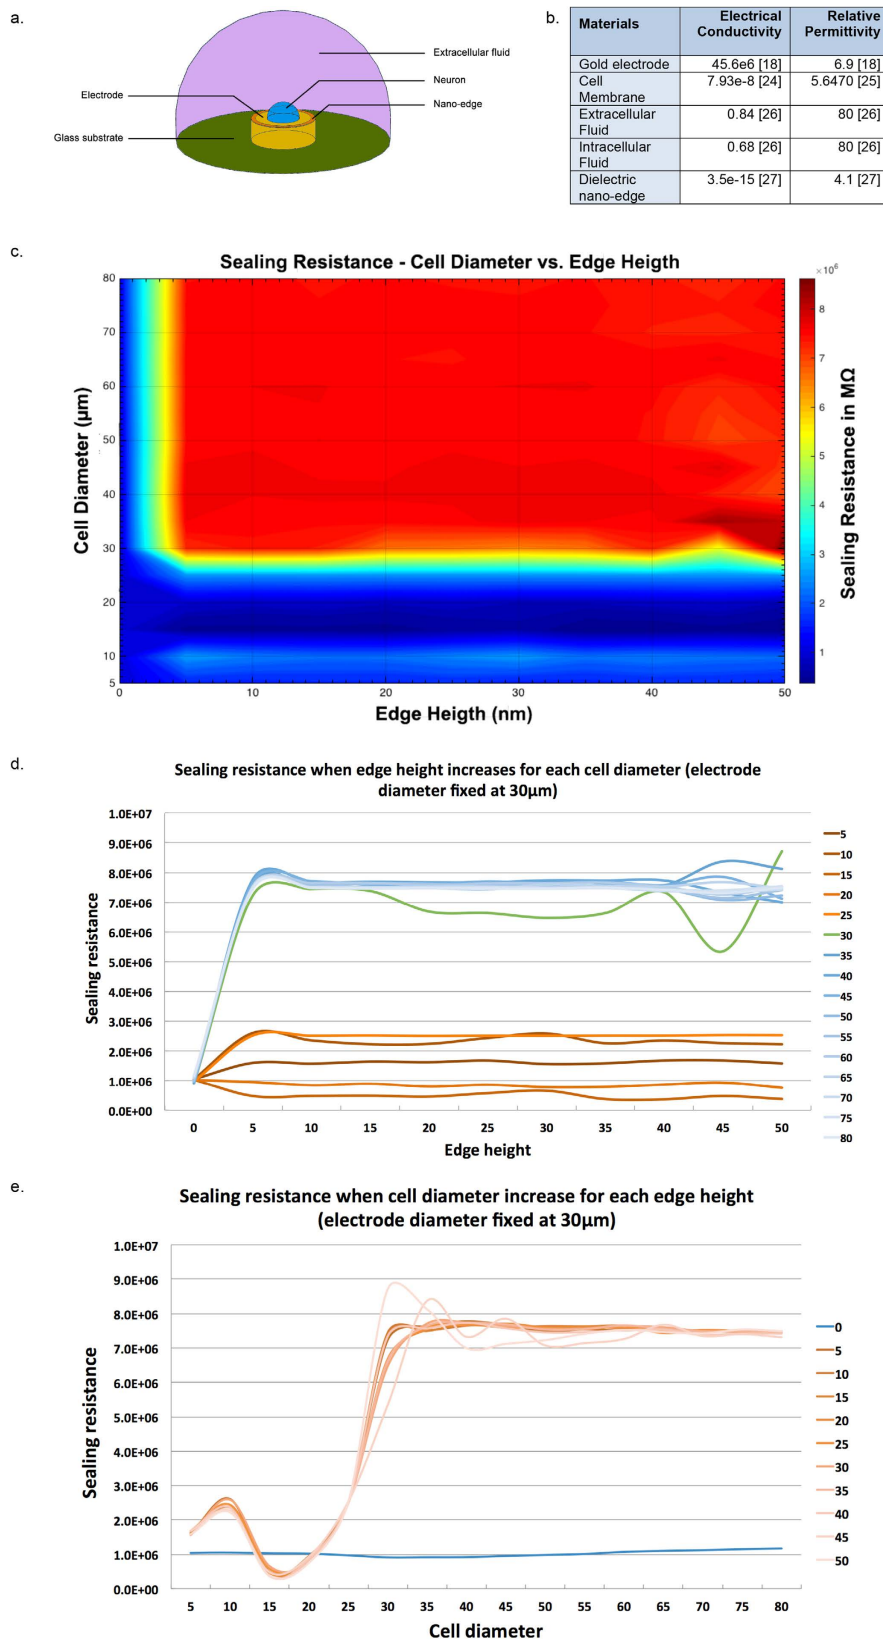 a.
Extracellular fluid
Neuron
Electrode
Nano-edge
Glass substrate
b.
Materials Electrical Conductivity Relative Permittivity
Gold electrode 45.6e6 [18] 6.9 [18]
Cell Membrane 7.93e-8 [24] 5.6470 [25]
Extracellular Fluid 0.84 [26] 80 [26]
Intracellular Fluid 0.68 [26] 80 [26]
Dielectric nano-edge 3.5e-15 [27] 4.1 [27]
c.
Sealing Resistance - Cell Diameter vs. Edge Heigth
80
70
60
50
40
30
20
10
5
0 10 20 30 40 50
Cell Diameter (µm)
Edge Heigth (nm)
×10⁶
8
7
6
5
4
3
2
1
Sealing Resistance in MΩ
d.
Sealing resistance when edge height increases for each cell diameter (electrode
diameter fixed at 30µm)
1.0E+07
9.0E+06
8.0E+06
7.0E+06
6.0E+06
5.0E+06
4.0E+06
3.0E+06
2.0E+06
1.0E+06
0.0E+00
Sealing resistance
0 5 10 15 20 25 30 35 40 45 50
Edge height
5
10
15
20
25
30
35
40
45
50
55
60
65
70
75
80
e.
Sealing resistance when cell diameter increase for each edge height
(electrode diameter fixed at 30µm)
1.0E+07
9.0E+06
8.0E+06
7.0E+06
6.0E+06
5.0E+06
4.0E+06
3.0E+06
2.0E+06
1.0E+06
0.0E+00
Sealing resistance
5 10 15 20 25 30 35 40 45 50 55 60 65 70 75 80
Cell diameter
0
5
10
15
20
25
30
35
40
45
50